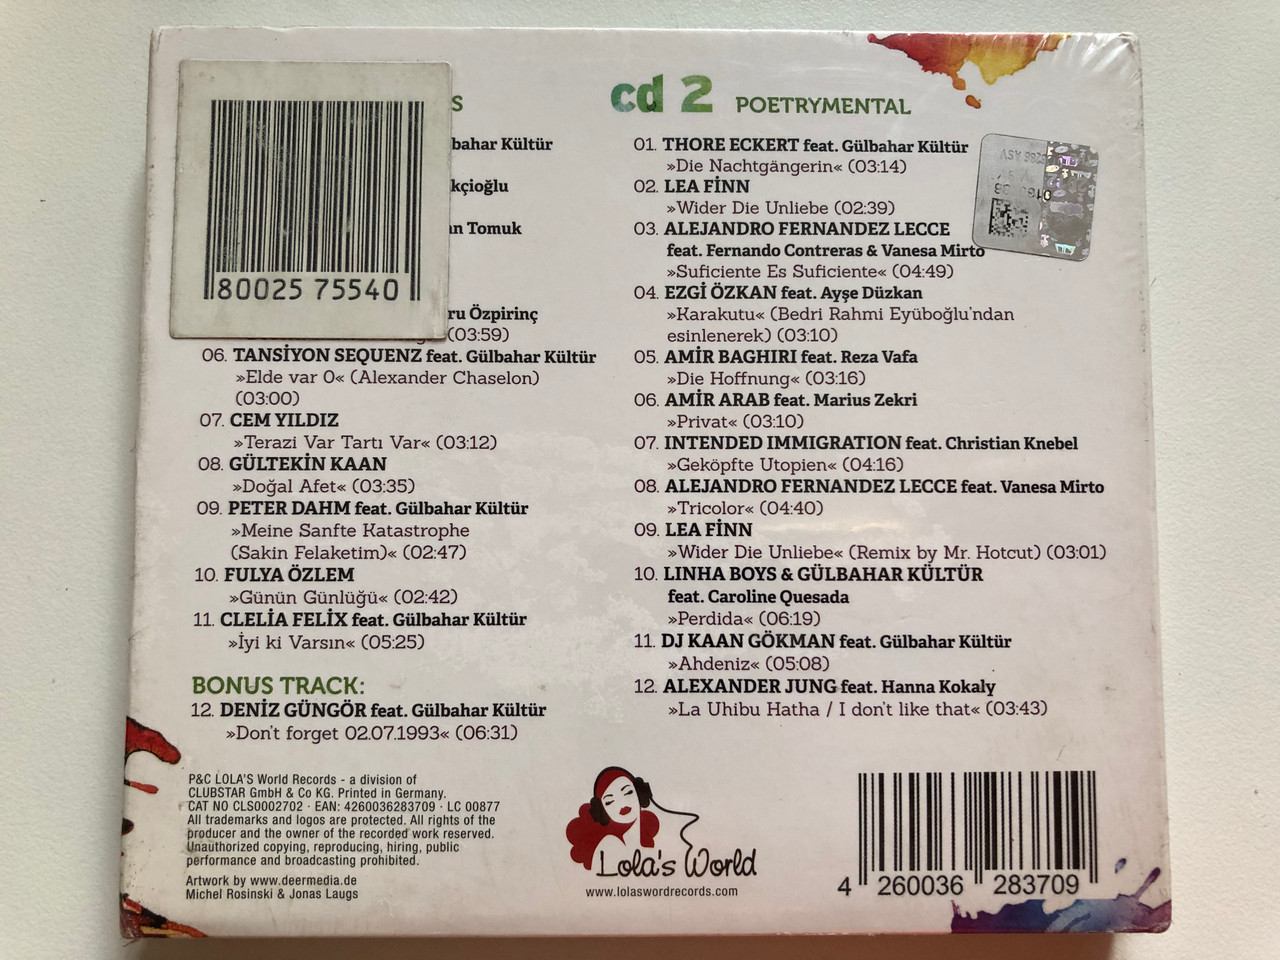 S
bahar Kültür
kçioğlu
an Tomuk
ru Özpirinç
(03:59)
80025 75540
06. TANSİYON SEQUENZ feat. Gülbahar Kültür
»Elde var 0« (Alexander Chaselon)
(03:00)
07. CEM YILDIZ
»Terazi Var Tartı Var« (03:12)
08. GÜLTEKİN KAAN
»Doğal Afet« (03:35)
09. PETER DAHM feat. Gülbahar Kültür
»Meine Sanfte Katastrophe
(Sakin Felaketim)« (02:47)
10. FULYA ÖZLEM
»Günün Günlüğü« (02:42)
11. CLELİA FELİX feat. Gülbahar Kültür
»İyi ki Varsın« (05:25)
BONUS TRACK:
12. DENİZ GÜNGÖR feat. Gülbahar Kültür
»Don't forget 02.07.1993« (06:31)
cd 2 POETRYMENTAL
01. THORE ECKERT feat. Gülbahar Kültür
»Die Nachtgängerin« (03:14)
02. LEA FİNN
»Wider Die Unliebe (02:39)
03. ALEJANDRO FERNANDEZ LECCE
feat. Fernando Contreras & Vanesa Mirto
»Suficiente Es Suficiente« (04:49)
04. EZGİ ÖZKAN feat. Ayşe Düzkan
»Karakutu« (Bedri Rahmi Eyüboğlu'ndan
esinlenerek) (03:10)
05. AMİR BAGHIRI feat. Reza Vafa
»Die Hoffnung« (03:16)
06. AMİR ARAB feat. Marius Zekri
»Privat« (03:10)
07. INTENDED IMMIGRATION feat. Christian Knebel
»Geköpfte Utopien« (04:16)
08. ALEJANDRO FERNANDEZ LECCE feat. Vanesa Mirto
»Tricolor« (04:40)
09. LEA FİNN
»Wider Die Unliebe« (Remix by Mr. Hotcut) (03:01)
10. LINHA BOYS & GÜLBAHAR KÜLTÜR
feat. Caroline Quesada
»Perdida« (06:19)
11. DJ KAAN GÖKMAN feat. Gülbahar Kültür
»Ahdeniz« (05:08)
12. ALEXANDER JUNG feat. Hanna Kokaly
»La Uhibu Hatha / I don't like that« (03:43)
P&C LOLA'S World Records - a division of
CLUBSTAR GmbH & Co KG. Printed in Germany.
CAT NO CLS0002702 · EAN: 4260036283709 · LC 00877
All trademarks and logos are protected. All rights of the
producer and the owner of the recorded work reserved.
Unauthorized copying, reproducing, hiring, public
performance and broadcasting prohibited.
Artwork by www.deermedia.de
Michel Rosinski & Jonas Laugs
Lola's World
www.lolaswordrecords.com
4 260036 283709